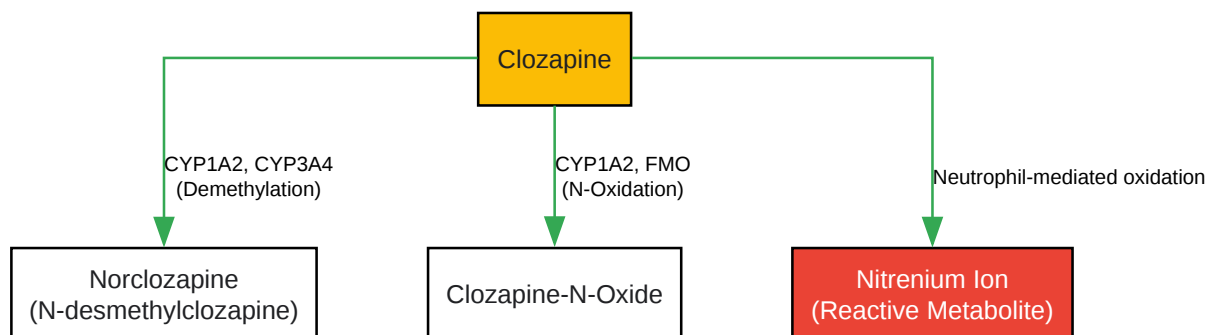 Clozapine
CYP1A2, CYP3A4
(Demethylation)
CYP1A2, FMO
(N-Oxidation)
Neutrophil-mediated oxidation
Norclozapine
(N-desmethylclozapine)
Clozapine-N-Oxide
Nitrenium Ion
(Reactive Metabolite)